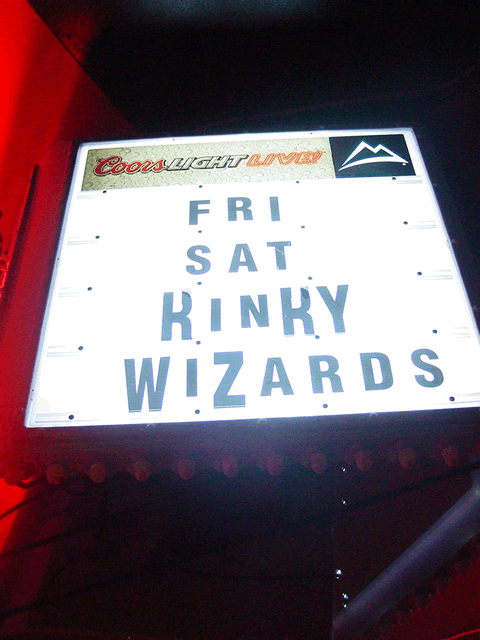 Coors LIGHT LIVE!
FRI
SAT
KINKY
WIZARDS